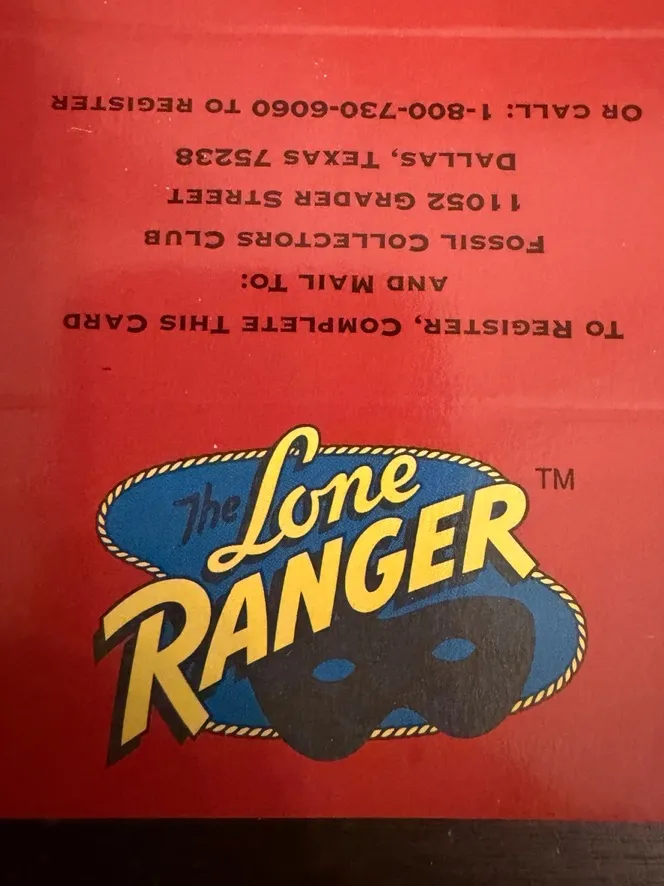 TO REGISTER, COMPLETE THIS CARD
AND MAIL TO:
FOSSIL COLLECTORS CLUB
11052 GRADER STREET
DALLAS, TEXAS 75238
OR CALL: 1-800-730-6060 TO REGISTER
The Lone
RANGER
TM